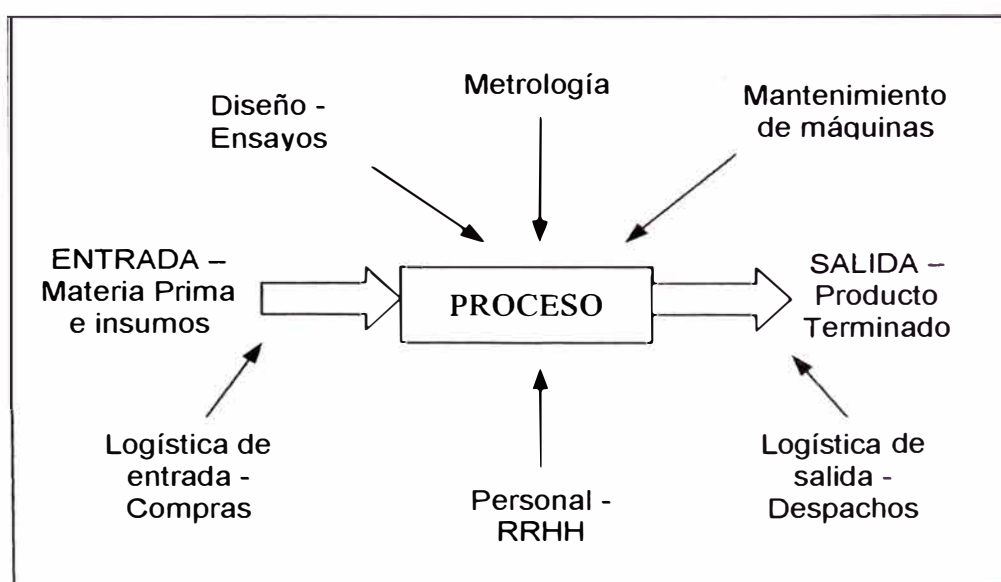 Diseño -
Ensayos
Metrología
Mantenimiento
de máquinas
ENTRADA –
Materia Prima
e insumos
PROCESO
SALIDA –
Producto
Terminado
Logística de
entrada -
Compras
Personal -
RRHH
Logística de
salida -
Despachos